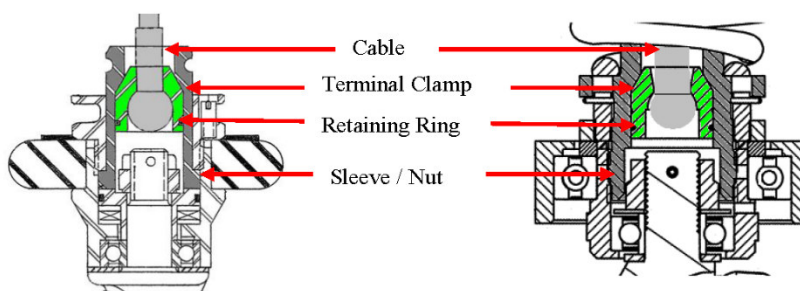 Cable
Terminal Clamp
Retaining Ring
Sleeve / Nut